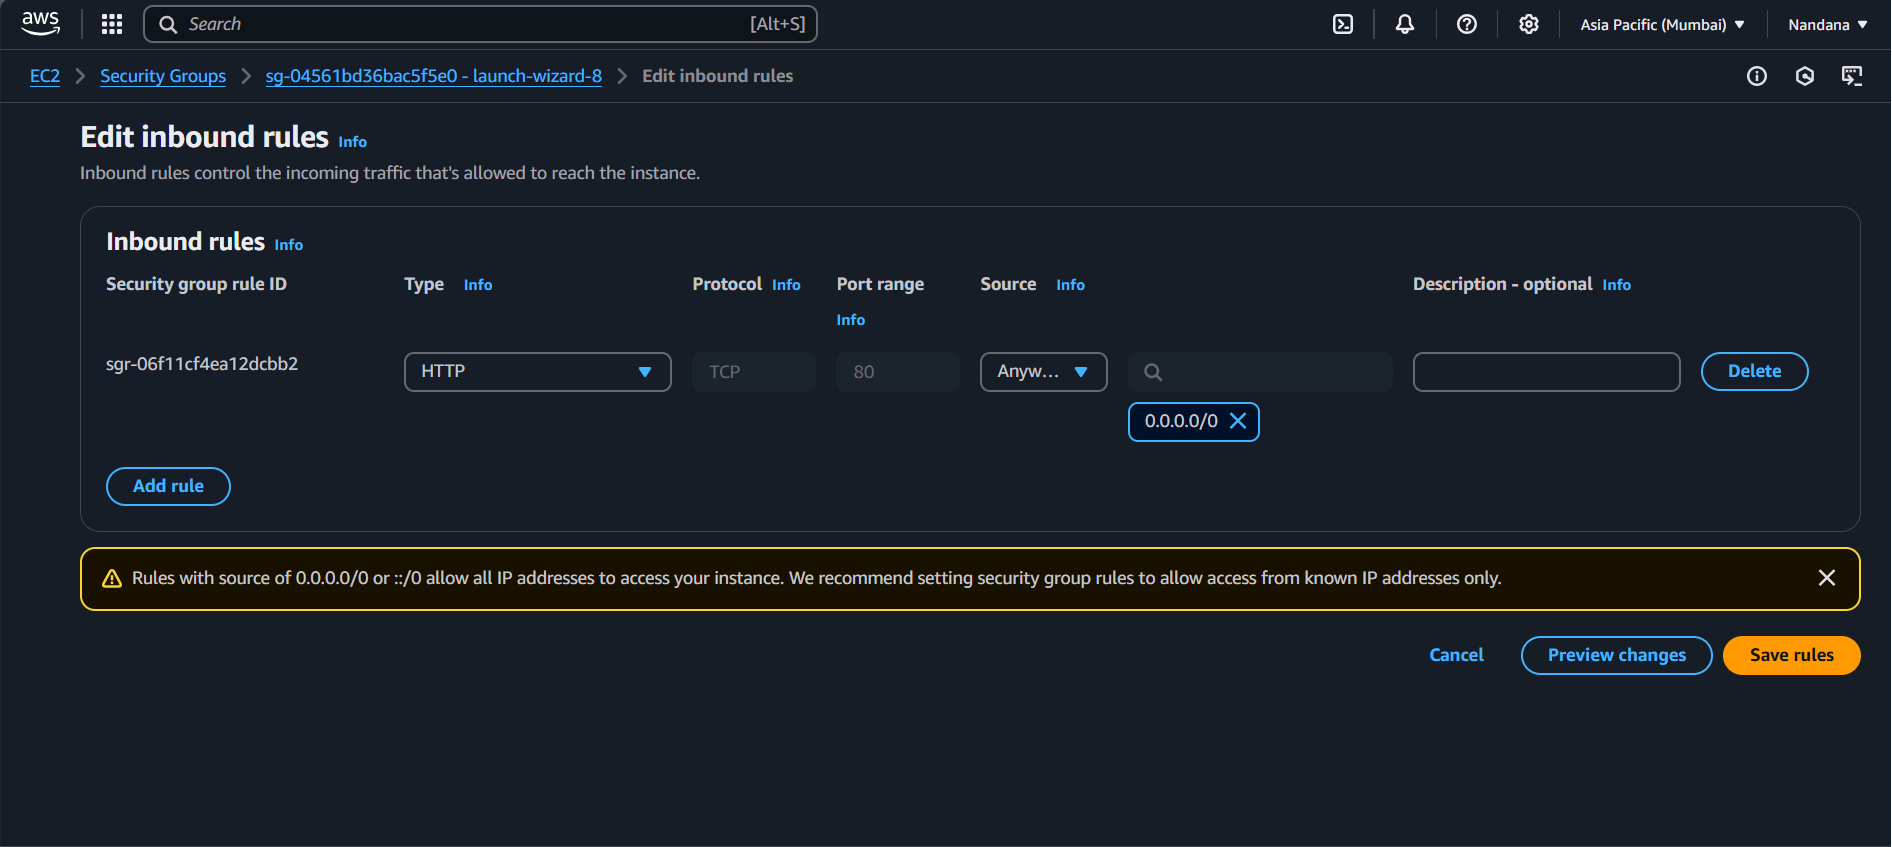 aws Search [Alt+S] Asia Pacific (Mumbai) Nandana
EC2 Security Groups sg-04561bd36bac5f5e0 - launch-wizard-8 Edit inbound rules
Edit inbound rules Info
Inbound rules control the incoming traffic that's allowed to reach the instance.
Inbound rules Info
Security group rule ID Type Info Protocol Info Port range Source Info Description - optional Info
Info
sgr-06f11cf4ea12dcbb2 HTTP TCP 80 Anyw... Delete
0.0.0.0/0
Add rule
Rules with source of 0.0.0.0/0 or ::/0 allow all IP addresses to access your instance. We recommend setting security group rules to allow access from known IP addresses only.
Cancel Preview changes Save rules